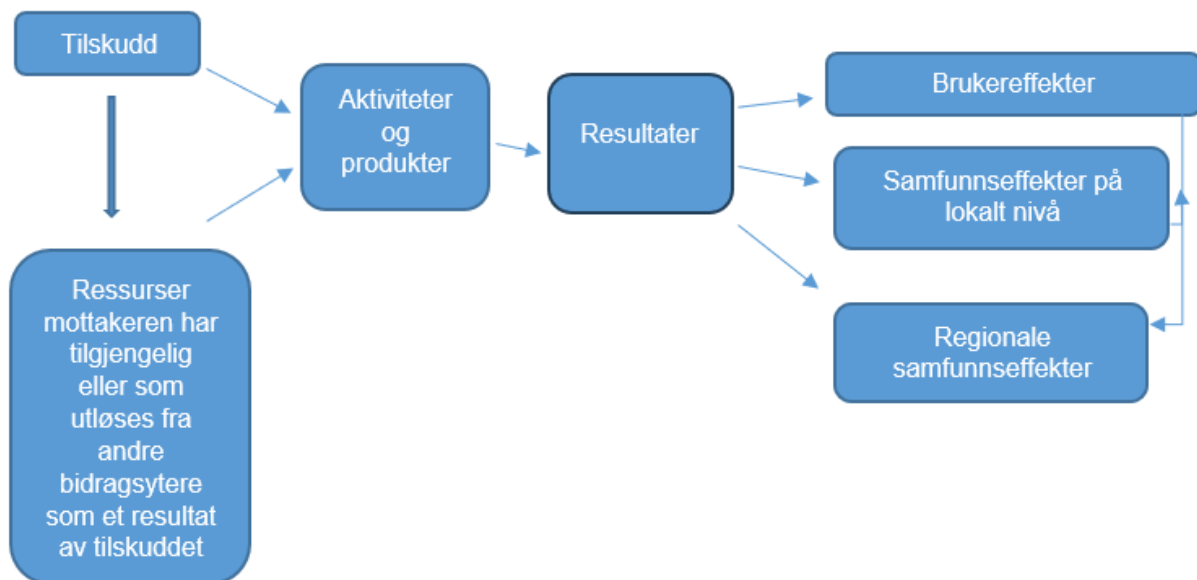 Tilskudd
Ressurser
mottakeren har
tilgjengelig
eller som
utløses fra
andre
bidragsytere
som et resultat
av tilskuddet
Aktiviteter
og
produkter
Resultater
Brukereffekter
Samfunnseffekter på
lokalt nivå
Regionale
samfunnseffekter